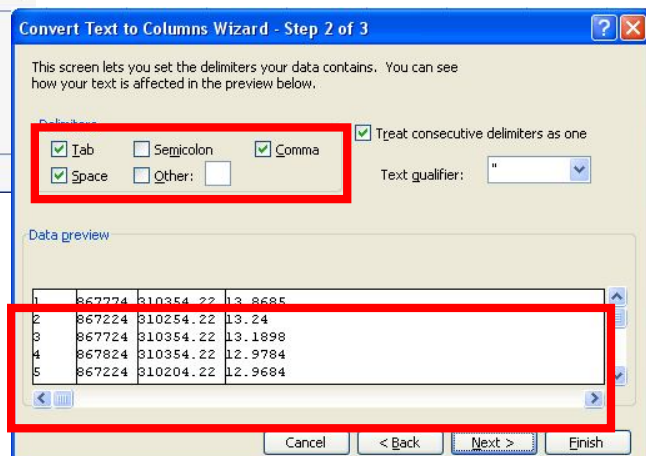 Convert Text to Columns Wizard - Step 2 of 3
This screen lets you set the delimiters your data contains. You can see
how your text is affected in the preview below.
Delimiters
Tab Semicolon Comma
Space Other:
Treat consecutive delimiters as one
Text qualifier: "
Data preview
1 867774 310354.22 13.8685
2 867224 310254.22 13.24
3 867724 310354.22 13.1898
4 867824 310354.22 12.9784
5 867224 310204.22 12.9684
Cancel < Back Next > Finish